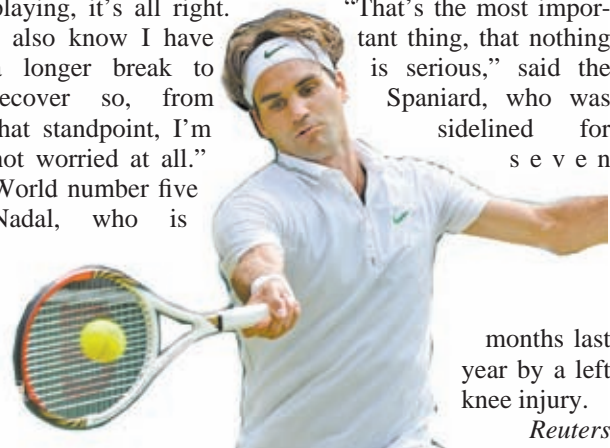 playing, it's all right.
also know I have
a longer break to
recover so, from
that standpoint, I'm
not worried at all."
World number five
Nadal, who is
"That's the most impor-
tant thing, that nothing
is serious," said the
Spaniard, who was
sidelined for
seven
months last
year by a left
knee injury.
Reuters